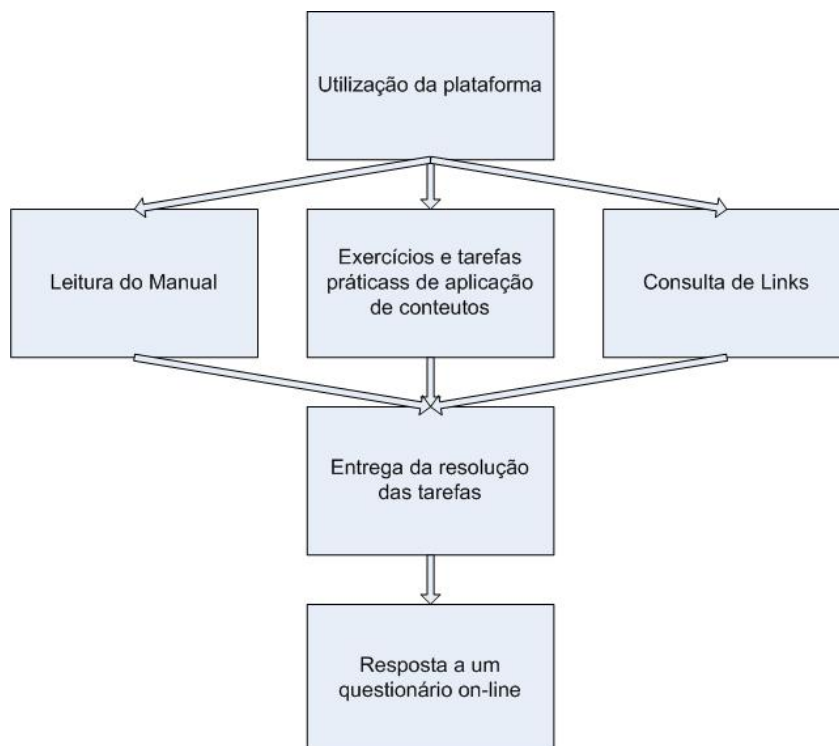 Utilização da plataforma
Leitura do Manual
Exercícios e tarefas
práticass de aplicação
de conteutos
Consulta de Links
Entrega da resolução
das tarefas
Resposta a um
questionário on-line